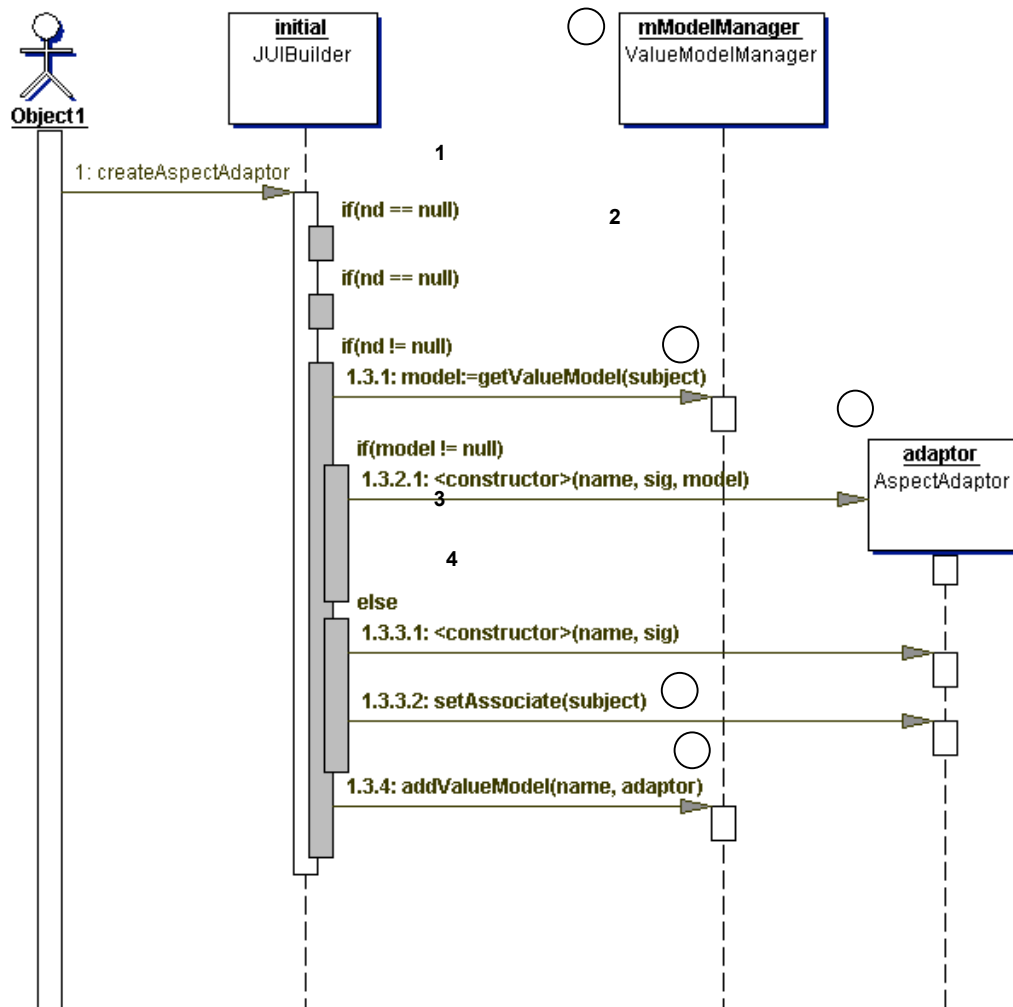 initial
JUIBuilder
mModelManager
ValueModelManager
Object1
1
1: createAspectAdaptor
if(nd == null)
2
if(nd == null)
if(nd != null)
1.3.1: model:=getValueModel(subject)
if(model != null)
adaptor
AspectAdaptor
1.3.2.1: <constructor>(name, sig, model)
3
4
else
1.3.3.1: <constructor>(name, sig)
1.3.3.2: setAssociate(subject)
1.3.4: addValueModel(name, adaptor)